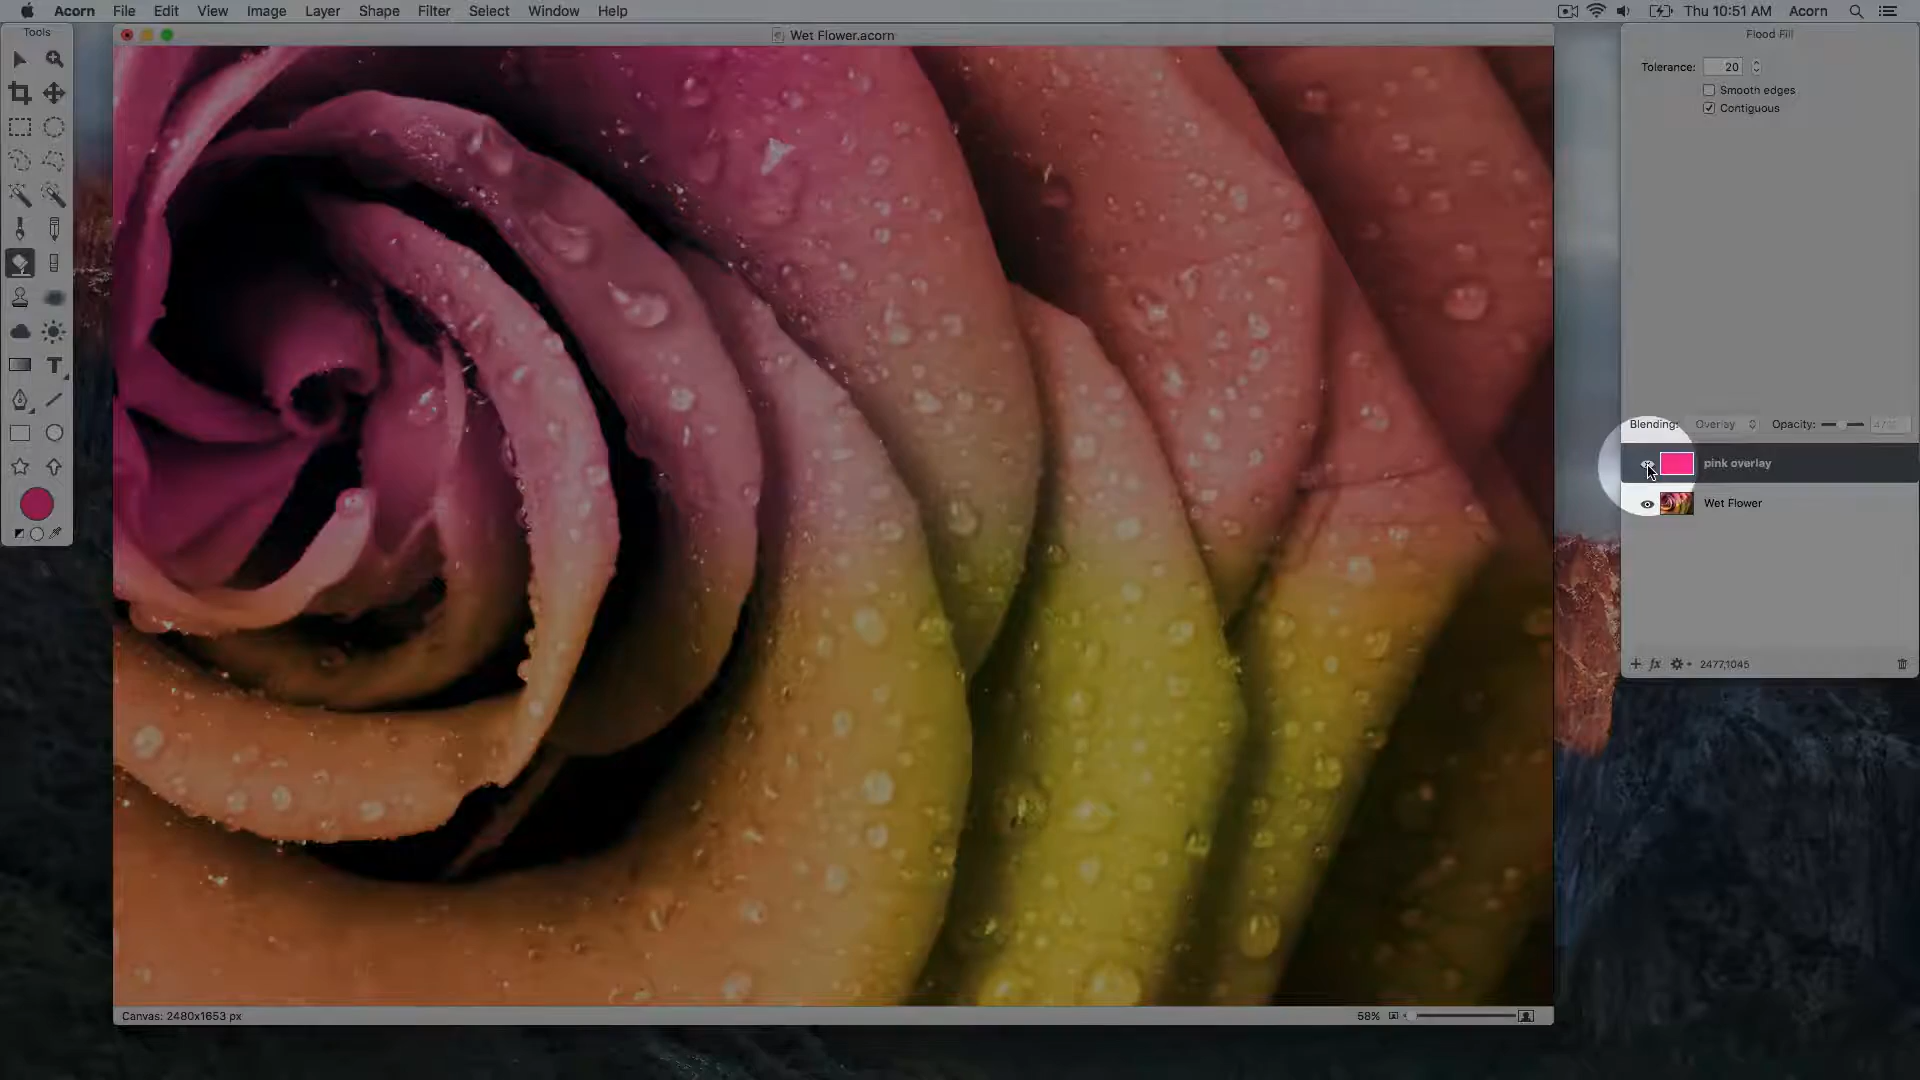 Acorn File Edit View Image Layer Shape Filter Select Window Help Thu 10:51 AM Acorn
Tools
Wet Flower.acorn
Flood Fill
Tolerance: 20
Smooth edges
Contiguous
Blending: Overlay Opacity:
pink overlay
Wet Flower
fx 2477,1045
T
Canvas: 2480x1653 px
58%